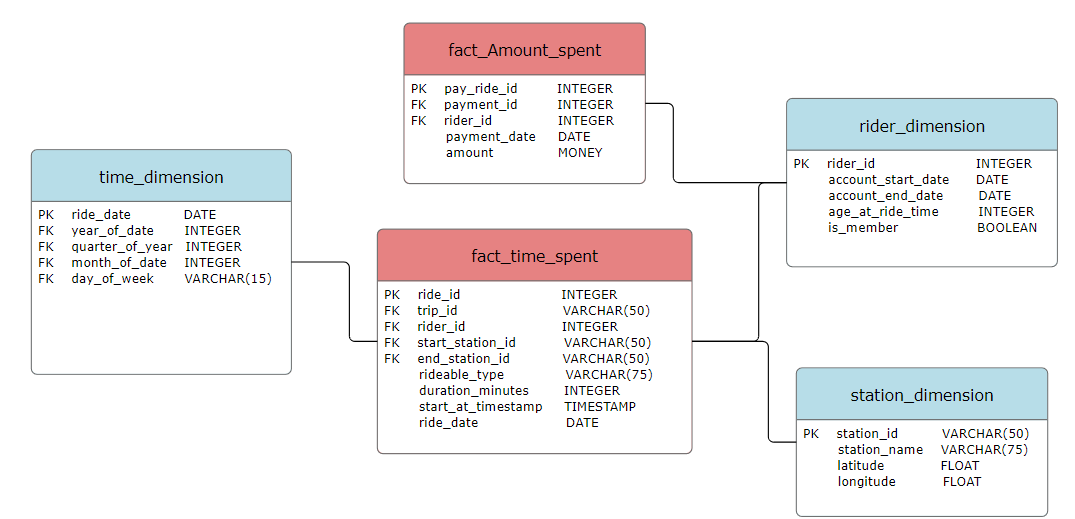 fact_Amount_spent
PK pay_ride_id INTEGER
FK payment_id INTEGER
FK rider_id INTEGER
payment_date DATE
amount MONEY
rider_dimension
PK rider_id INTEGER
account_start_date DATE
account_end_date DATE
age_at_ride_time INTEGER
is_member BOOLEAN
time_dimension
PK ride_date DATE
FK year_of_date INTEGER
FK quarter_of_year INTEGER
FK month_of_date INTEGER
FK day_of_week VARCHAR(15)
fact_time_spent
PK ride_id INTEGER
FK trip_id VARCHAR(50)
FK rider_id INTEGER
FK start_station_id VARCHAR(50)
FK end_station_id VARCHAR(50)
rideable_type VARCHAR(75)
duration_minutes INTEGER
start_at_timestamp TIMESTAMP
ride_date DATE
station_dimension
PK station_id VARCHAR(50)
station_name VARCHAR(75)
latitude FLOAT
longitude FLOAT